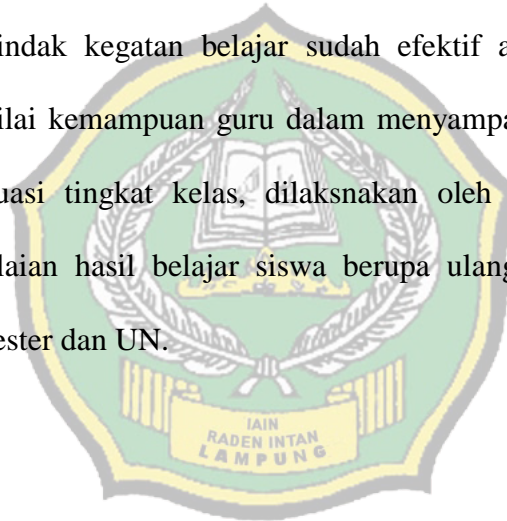 indak kegatan belajar sudah efektif a
ilai kemampuan guru dalam menyampa
uasi tingkat kelas, dilaksnakan oleh
laian hasil belajar siswa berupa ulang
ester dan UN.
IAIN
RADEN INTAN
LAMPUNG